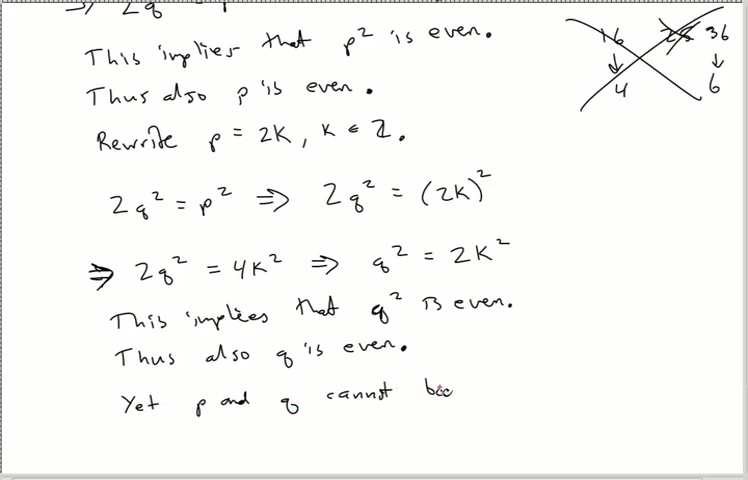 This implies that p² is even.
16 25 36
↓ ↓
4 6
Thus also p is even.
Rewrite p = 2K, K ∈ Z.
2q² = p² ⇒ 2q² = (2K)²
⇒ 2q² = 4K² ⇒ q² = 2K²
This implies that q² is even.
Thus also q is even.
Yet p and q cannot